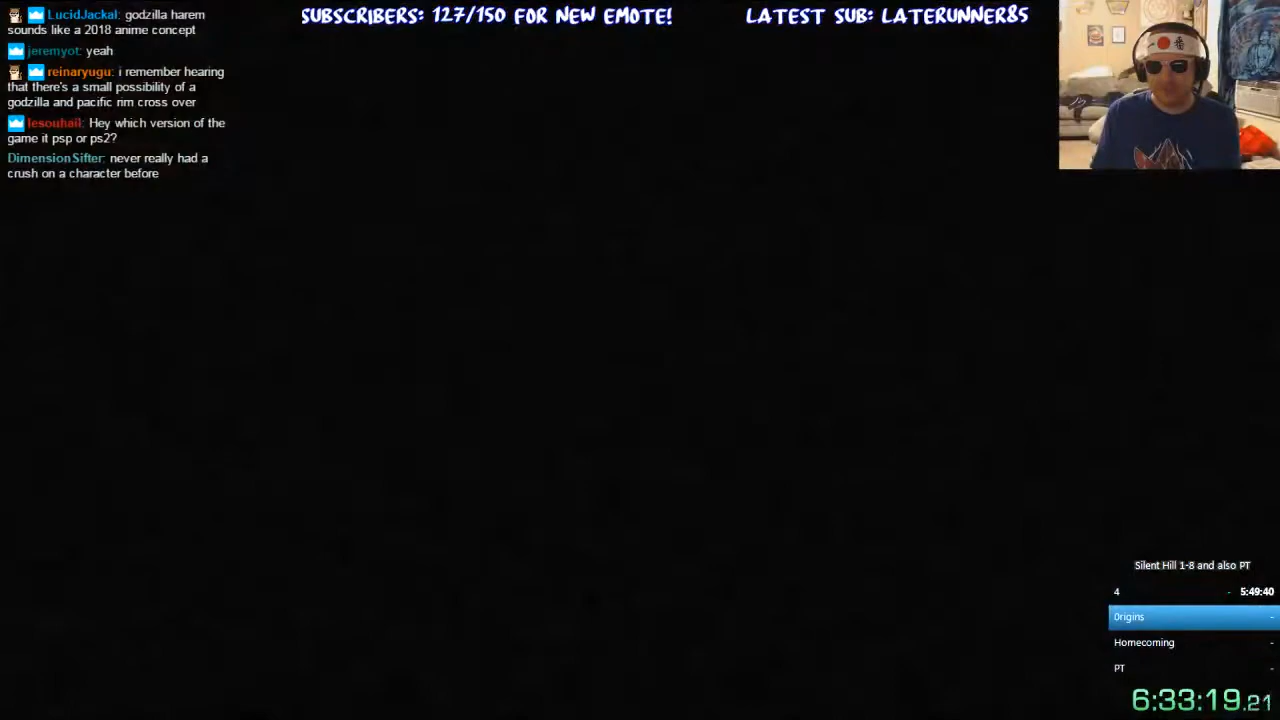 SUBSCRIBERS: 127/150 FOR NEW EMOTE! LATEST SUB: LATERUNNER85
LucidJackal: godzilla harem
sounds like a 2018 anime concept
jeremyot: yeah
reinaryugu: i remember hearing
that there's a small possibility of a
godzilla and pacific rim cross over
lesouhail: Hey which version of the
game it psp or ps2?
DimensionSifter: never really had a
crush on a character before
Silent Hill 1-8 and also PT
4 - 5:49:40
Origins -
Homecoming -
PT -
6:33:19.21